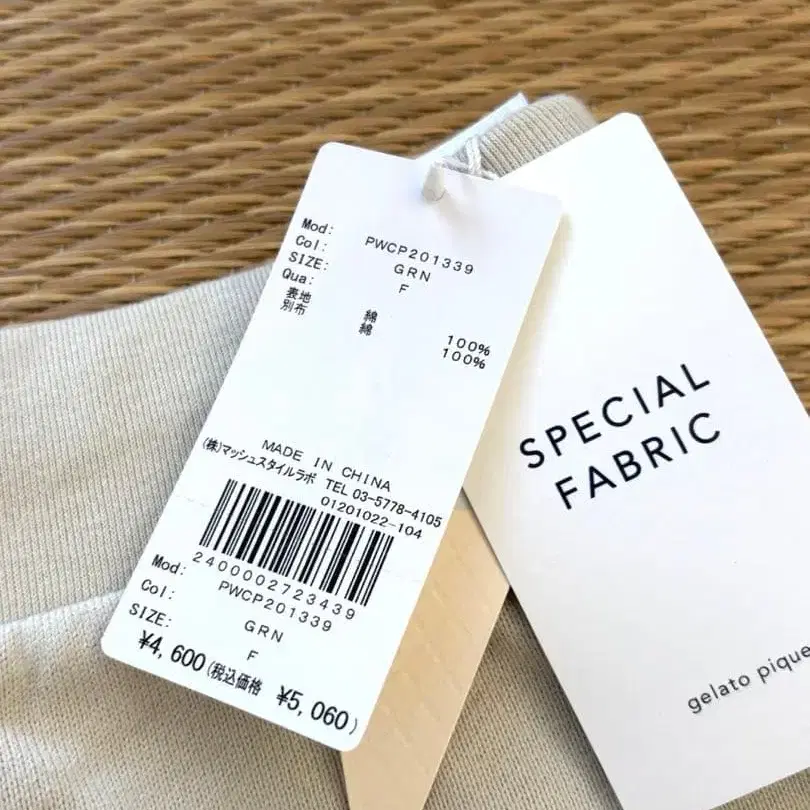 Mod: PWCP201339
Col: GRN
SIZE: F
Qua:
表地 綿 100%
別布 綿 100%
MADE IN CHINA
(株)マッシュスタイルラボ TEL 03-5778-4105
01201022-104
2400002723439
Mod: PWCP201339
Col: GRN
SIZE: F
¥4,600(税込価格 ¥5,060)
SPECIAL
FABRIC
gelato pique